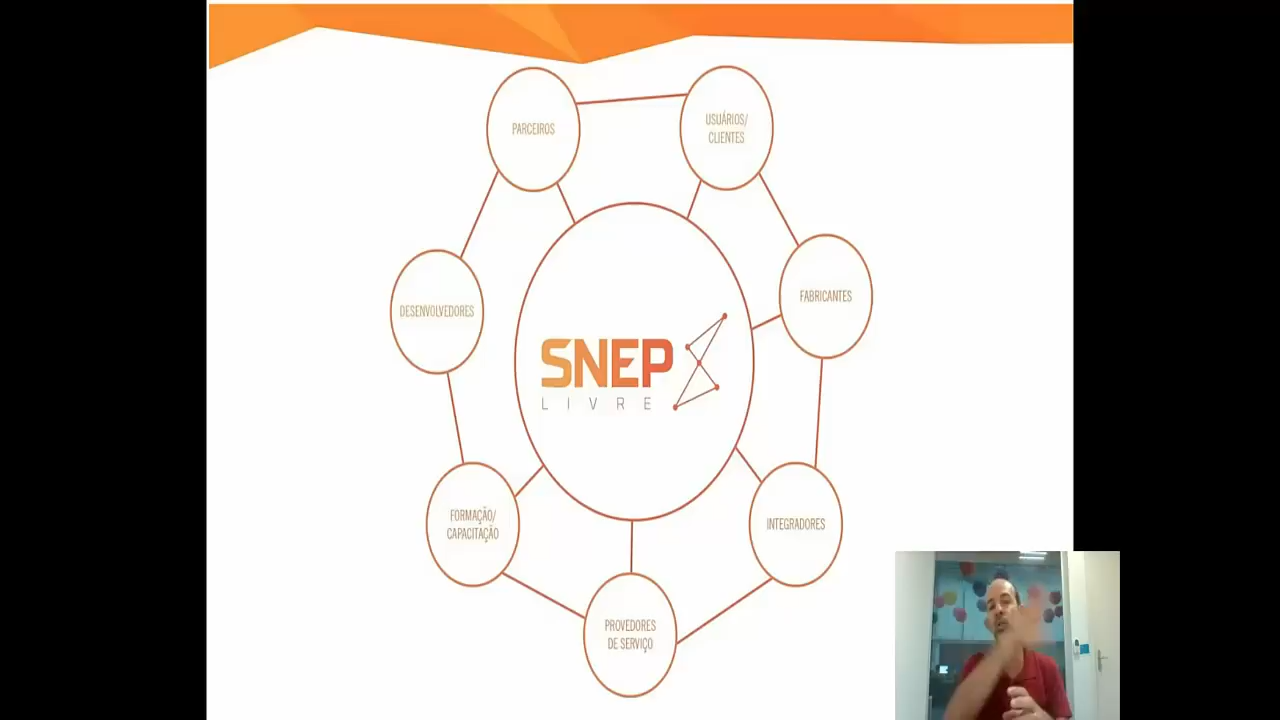 PARCEIROS
USUÁRIOS/
CLIENTES
FABRICANTES
DESENVOLVEDORES
SNEP
LIVRE
FORMAÇÃO/
CAPACITAÇÃO
INTEGRADORES
PROVEDORES
DE SERVIÇO